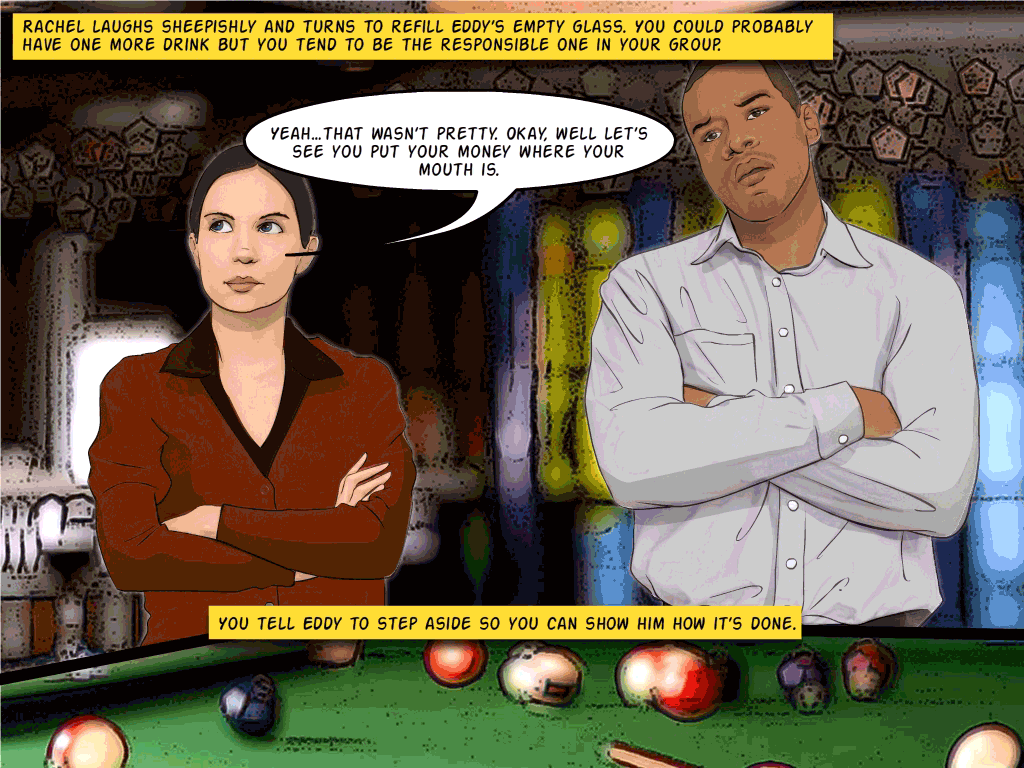 RACHEL LAUGHS SHEEPISHLY AND TURNS TO REFILL EDDY'S EMPTY GLASS. YOU COULD PROBABLY
HAVE ONE MORE DRINK BUT YOU TEND TO BE THE RESPONSIBLE ONE IN YOUR GROUP.
YEAH...THAT WASN'T PRETTY. OKAY, WELL LET'S
SEE YOU PUT YOUR MONEY WHERE YOUR
MOUTH IS.
YOU TELL EDDY TO STEP ASIDE SO YOU CAN SHOW HIM HOW IT'S DONE.